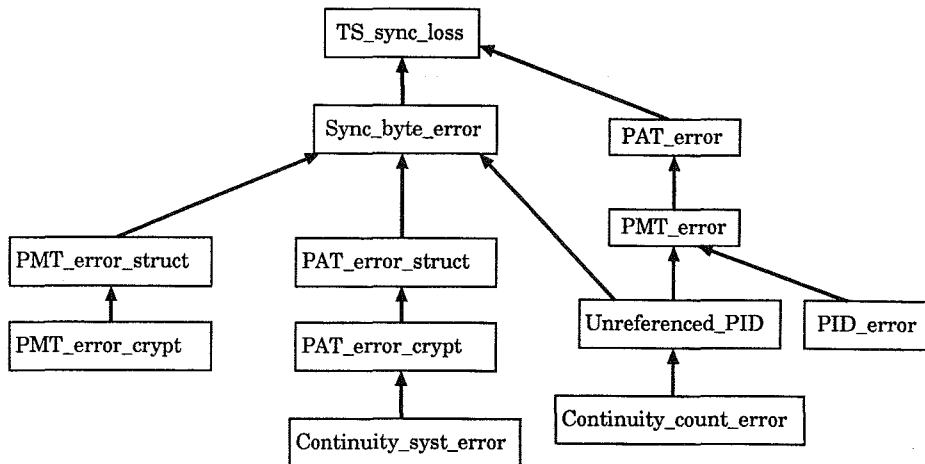 TS_sync_loss
Sync_byte_error
PAT_error
PMT_error
PMT_error_struct
PAT_error_struct
Unreferenced_PID
PID_error
PMT_error_crypt
PAT_error_crypt
Continuity_count_error
Continuity_syst_error